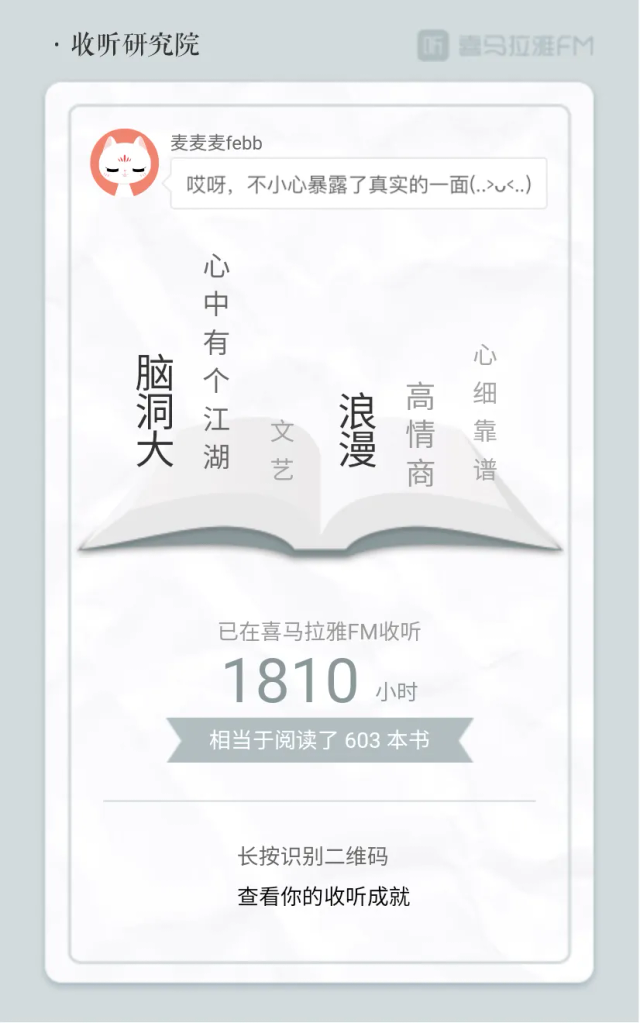 · 收听研究院
听 喜马拉雅FM
麦麦麦febb
哎呀，不小心暴露了真实的一面(..>ᴗ<..)
脑洞大
心中有个江湖
文艺
浪漫
高情商
心细靠谱
已在喜马拉雅FM收听
1810 小时
相当于阅读了 603 本书
长按识别二维码
查看你的收听成就